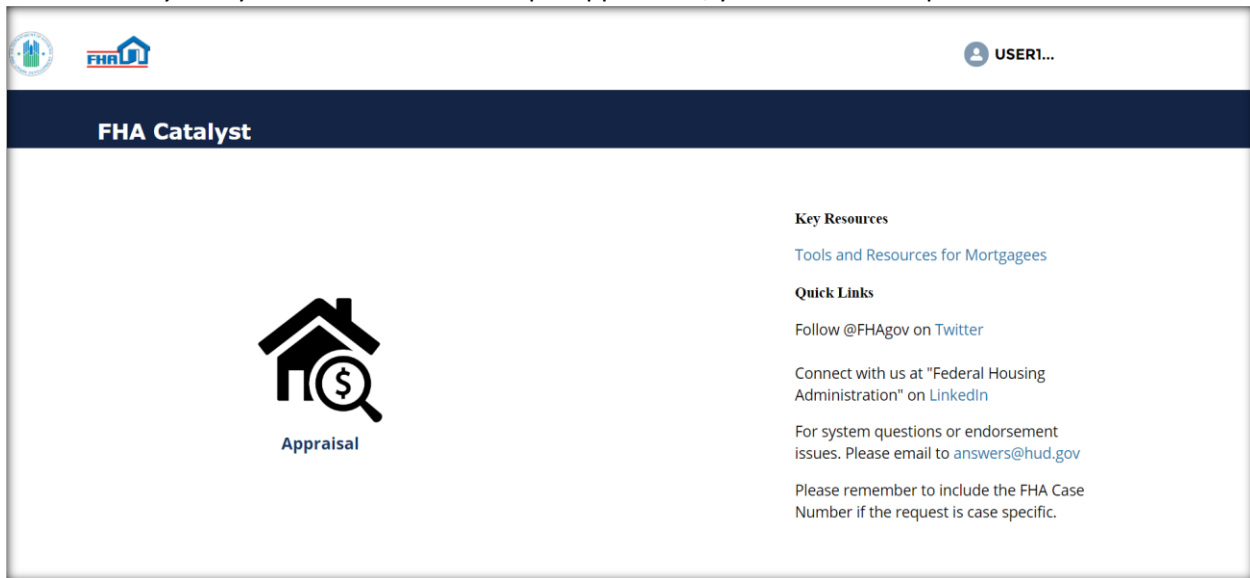 FHA
USER1...
FHA Catalyst
Appraisal
Key Resources
Tools and Resources for Mortgagees
Quick Links
Follow @FHAgov on Twitter
Connect with us at "Federal Housing
Administration" on LinkedIn
For system questions or endorsement
issues. Please email to answers@hud.gov
Please remember to include the FHA Case
Number if the request is case specific.